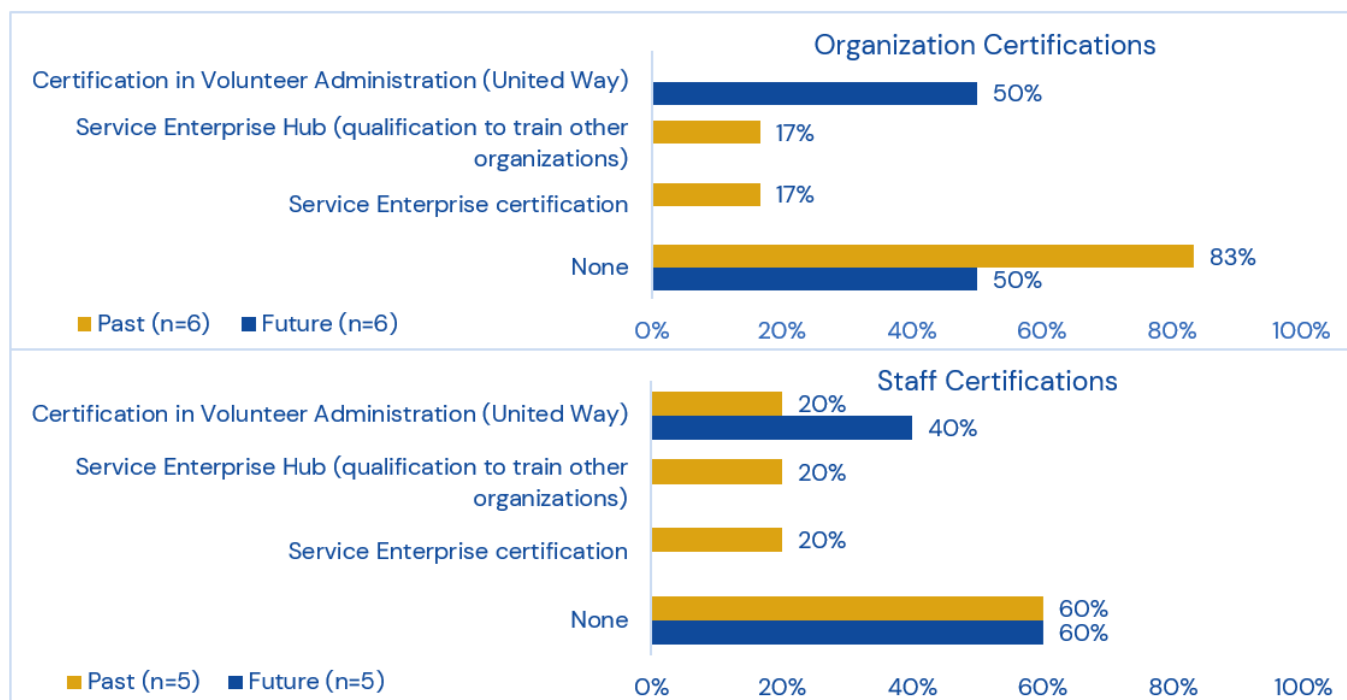 Organization Certifications
Certification in Volunteer Administration (United Way)
50%
Service Enterprise Hub (qualification to train other
organizations)
17%
Service Enterprise certification
17%
None
83%
50%
Past (n=6) Future (n=6)
0% 20% 40% 60% 80% 100%
Staff Certifications
Certification in Volunteer Administration (United Way)
20%
40%
Service Enterprise Hub (qualification to train other
organizations)
20%
Service Enterprise certification
20%
None
60%
60%
Past (n=5) Future (n=5)
0% 20% 40% 60% 80% 100%